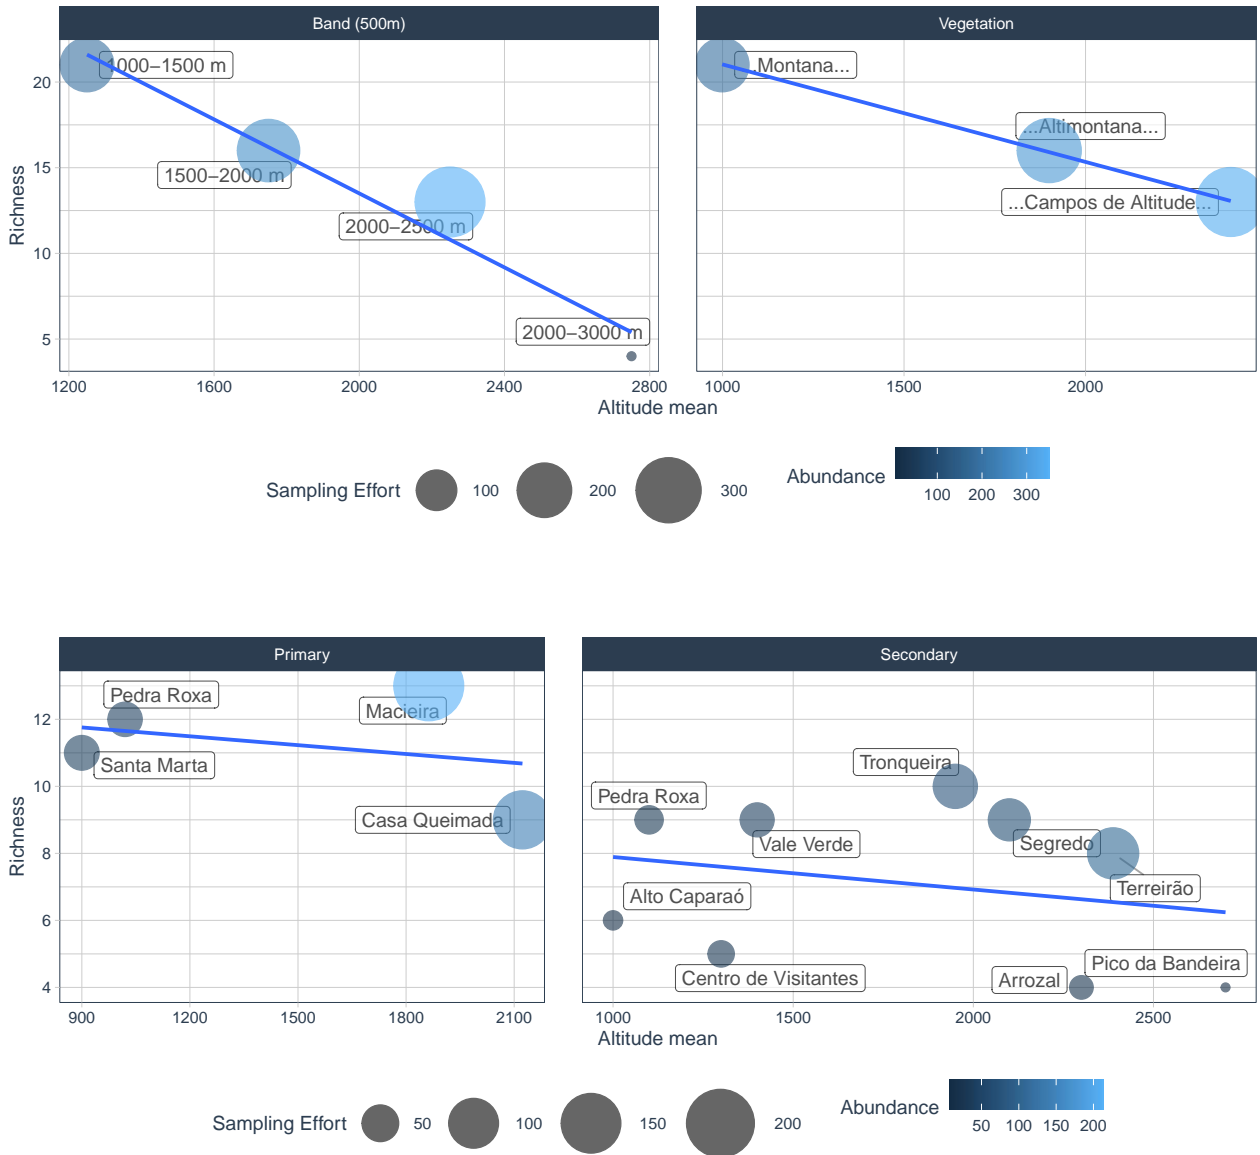 Band (500m)
Vegetation
Richness
20
15
10
5
1000–1500 m
1500–2000 m
2000–2500 m
2000–3000 m
...Montana...
...Altimontana...
...Campos de Altitude...
1200
1600
2000
2400
2800
1000
1500
2000
Altitude mean
Sampling Effort
100
200
300
Abundance
100
200
300
Primary
Secondary
Richness
12
10
8
6
4
Pedra Roxa
Santa Marta
Macieira
Casa Queimada
Tronqueira
Pedra Roxa
Vale Verde
Segredo
Terreirão
Alto Caparaó
Centro de Visitantes
Arrozal
Pico da Bandeira
900
1200
1500
1800
2100
1000
1500
2000
2500
Altitude mean
Sampling Effort
50
100
150
200
Abundance
50
100
150
200